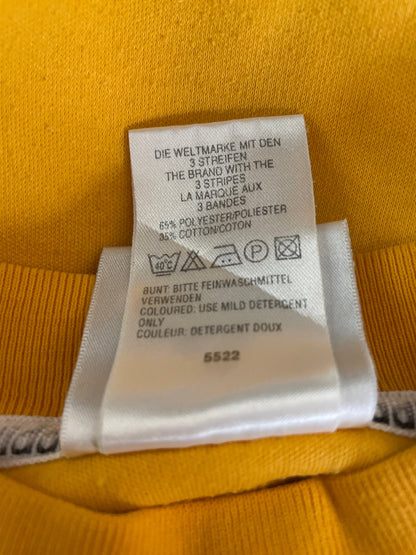 DIE WELTMARKE MIT DEN
3 STREIFEN
THE BRAND WITH THE
3 STRIPES
LA MARQUE AUX
3 BANDES
65% POLYESTER/POLIESTER
35% COTTON/COTON
40°C
P
BUNT: BITTE FEINWASCHMITTEL
VERWENDEN
COLOURED: USE MILD DETERGENT
ONLY
COULEUR: DETERGENT DOUX
5522